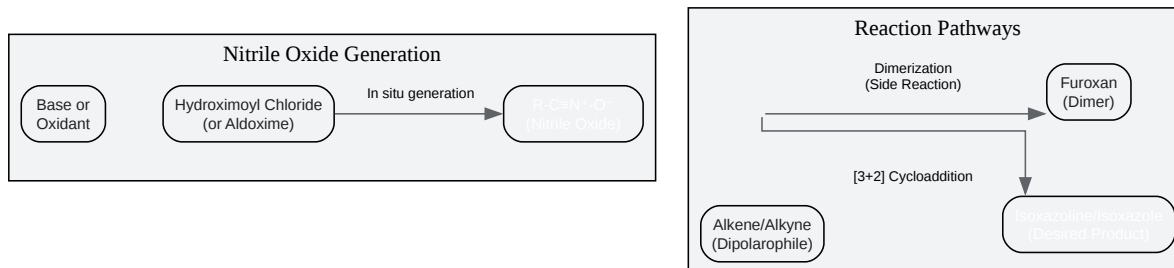 Nitrile Oxide Generation
Base or
Oxidant
Hydroximoyl Chloride
(or Aldoxime)
In situ generation
R-C≡N⁺-O⁻
(Nitrile Oxide)
Reaction Pathways
Dimerization
(Side Reaction)
Furoxan
(Dimer)
[3+2] Cycloaddition
Alkene/Alkyne
(Dipolarophile)
Isoxazoline/Isoxazole
(Desired Product)